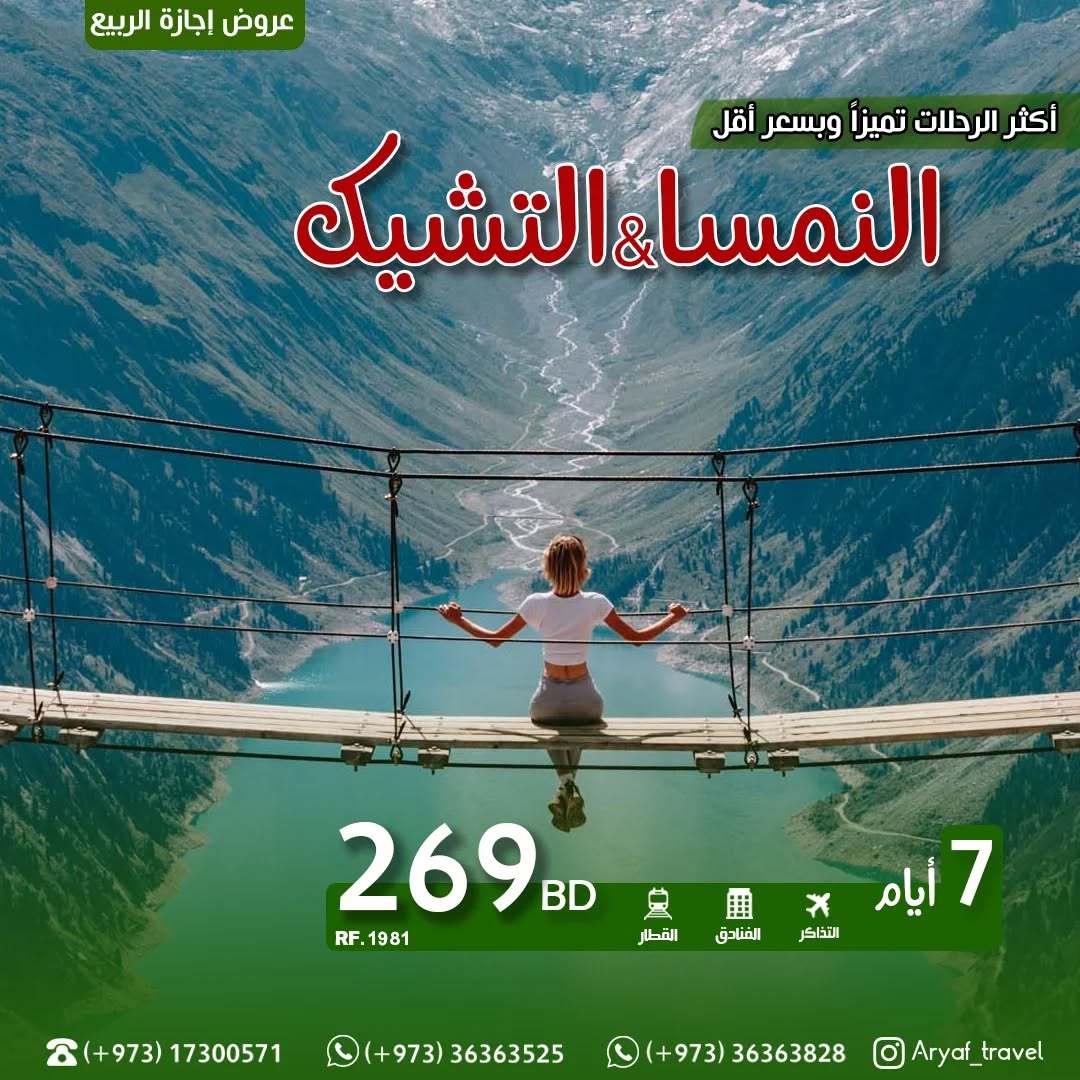 عروض إجازة الربيع
أكثر الرحلات تميزاً وبسعر أقل
النمسا & التشيك
7 أيام
التذاكر
الفنادق
القطار
269 BD
RF.1981
(+973) 17300571
(+973) 36363525
(+973) 36363828
Aryaf_travel